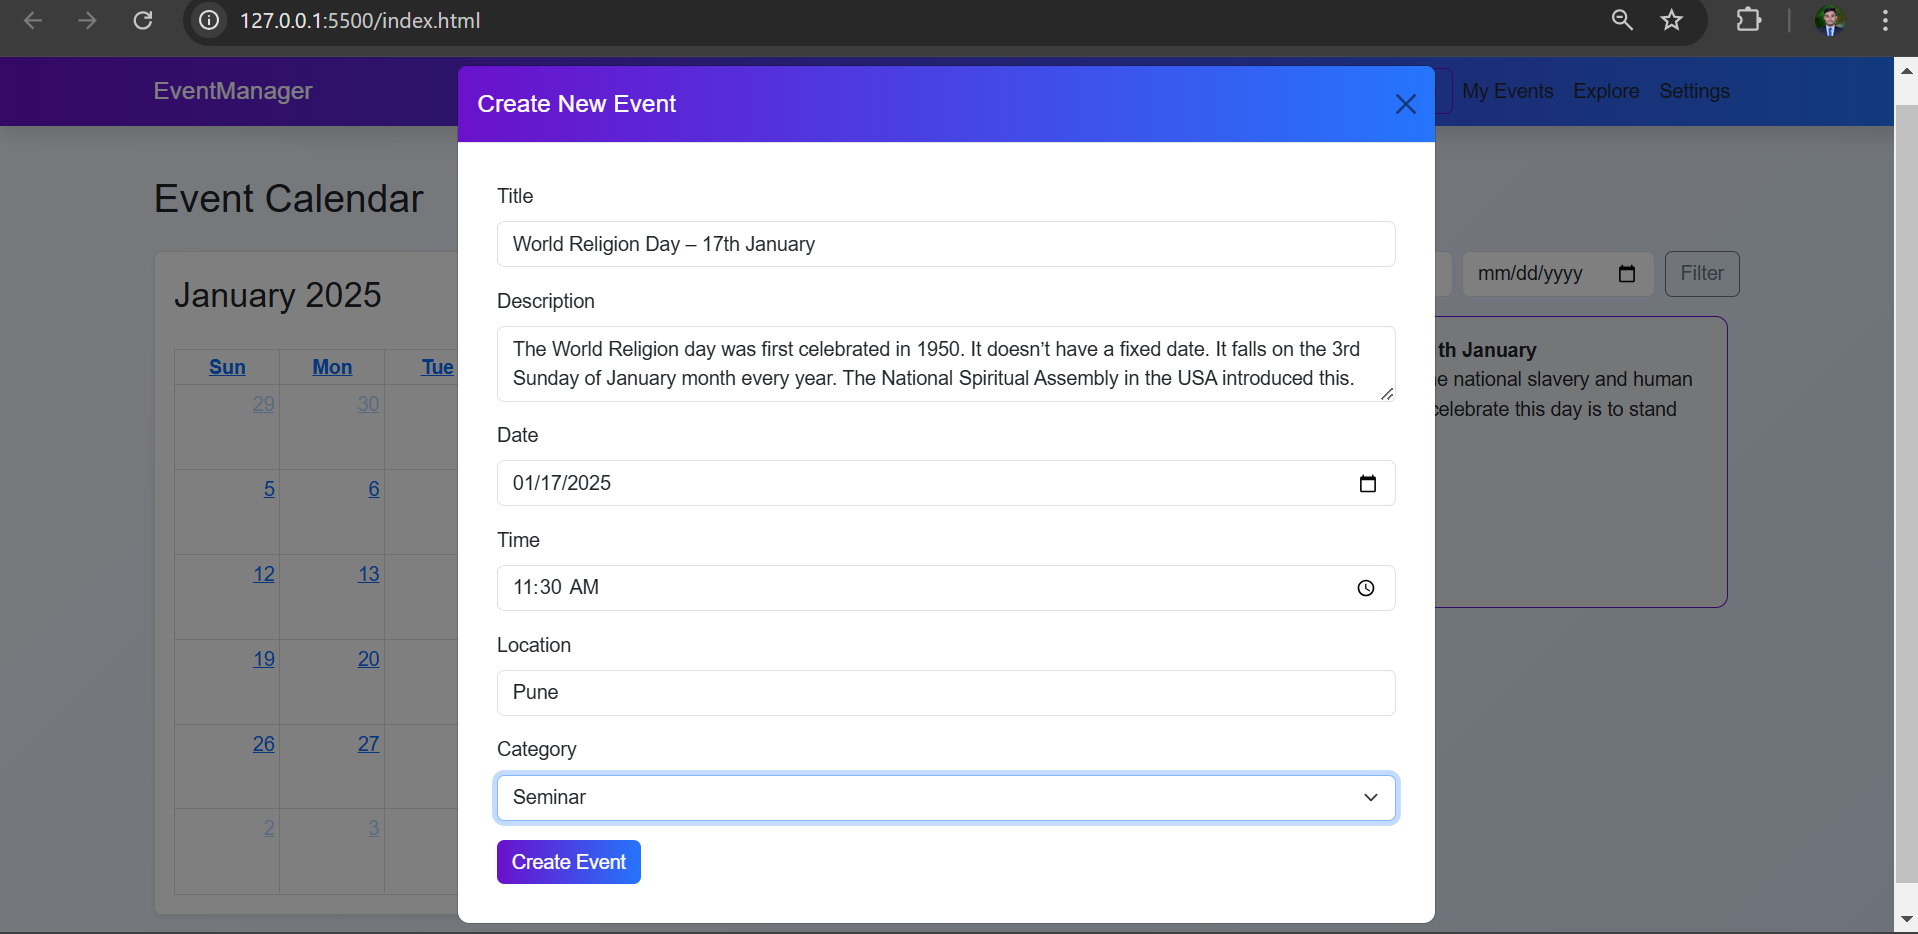 127.0.0.1:5500/index.html
EventManager
My Events Explore Settings
Create New Event
Event Calendar
January 2025
Sun Mon Tue
29 30
5 6
12 13
19 20
26 27
2 3
Title
World Religion Day – 17th January
Description
The World Religion day was first celebrated in 1950. It doesn’t have a fixed date. It falls on the 3rd
Sunday of January month every year. The National Spiritual Assembly in the USA introduced this.
Date
01/17/2025
Time
11:30 AM
Location
Pune
Category
Seminar
Create Event
mm/dd/yyyy Filter
th January
national slavery and human
celebrate this day is to stand